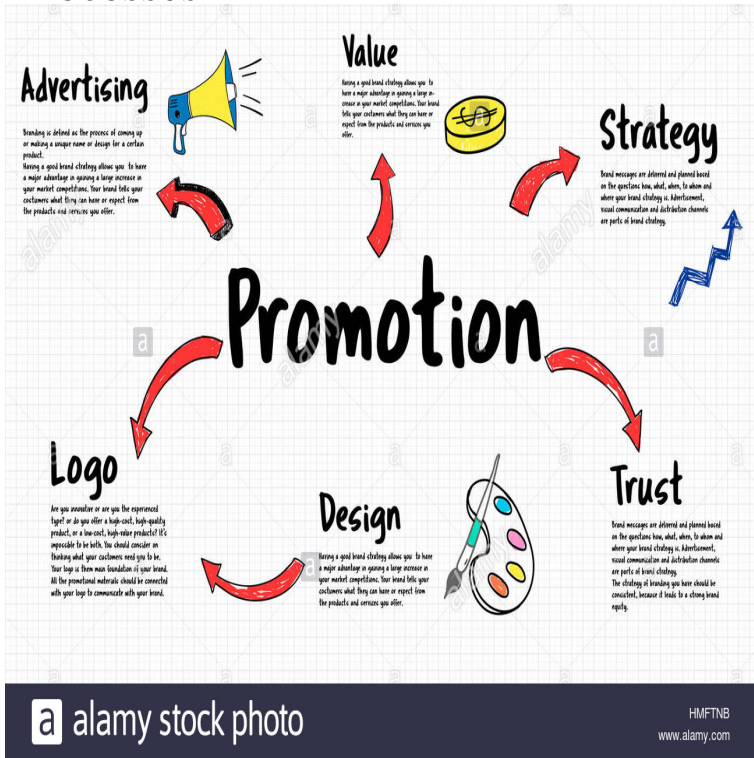 Advertising
Branding is defined as the process of coming up
or making a unique name or design for a certain
product.
Having a good brand strategy allows you to have
a major advantage in gaining a large increase in
your market competitions. Your brand tells your
costumers what they can have or expect from
the products and services you offer.
Value
Having a good brand strategy allows you to
have a major advantage in gaining a large in-
crease in your market competitions. Your brand
tells your costumers what they can have or
expect from the products and services you
offer.
Strategy
Brand messages are delivered and planned based
on the questions how, what, when, to whom and
where your brand strategy is. Advertisement,
visual communication and distribution channels
are parts of brand strategy.
Promotion
Logo
Are you innovative or are you the experienced
type? or do you offer a high-cost, high-quality
product, or a low-cost, high-value products? It's
impossible to be both. You should consider on
thinking what your customers need you to be.
Your logo is them main foundation of your brand.
All the promotional materials should be connected
with your logo to communicate with your brand.
Design
Having a good brand strategy allows you to have
a major advantage in gaining a large increase in
your market competitions. Your brand tells your
costumers what they can have or expect from
the products and services you offer.
Trust
Brand messages are delivered and planned based
on the questions how, what, when, to whom and
where your brand strategy is. Advertisement,
visual communication and distribution channels
are parts of brand strategy.
The strategy of branding you have should be
consistent, because it leads to a strong brand
equity.
a alamy stock photo
HMFTNB
www.alamy.com